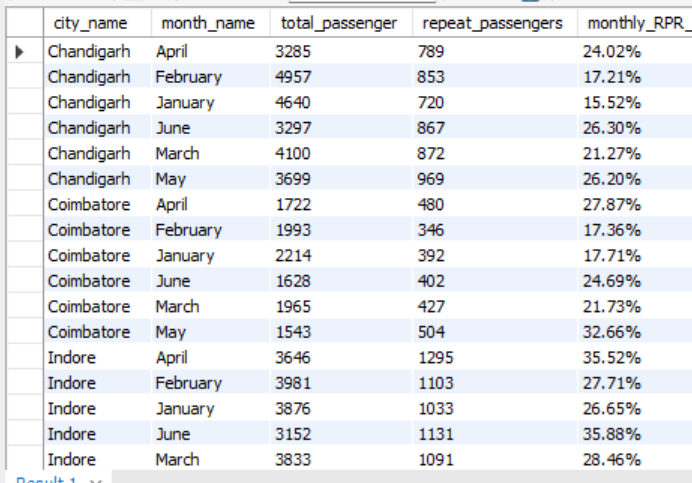 city_name month_name total_passenger repeat_passengers monthly_RPR_
Chandigarh April 3285 789 24.02%
Chandigarh February 4957 853 17.21%
Chandigarh January 4640 720 15.52%
Chandigarh June 3297 867 26.30%
Chandigarh March 4100 872 21.27%
Chandigarh May 3699 969 26.20%
Coimbatore April 1722 480 27.87%
Coimbatore February 1993 346 17.36%
Coimbatore January 2214 392 17.71%
Coimbatore June 1628 402 24.69%
Coimbatore March 1965 427 21.73%
Coimbatore May 1543 504 32.66%
Indore April 3646 1295 35.52%
Indore February 3981 1103 27.71%
Indore January 3876 1033 26.65%
Indore June 3152 1131 35.88%
Indore March 3833 1091 28.46%
Result 1